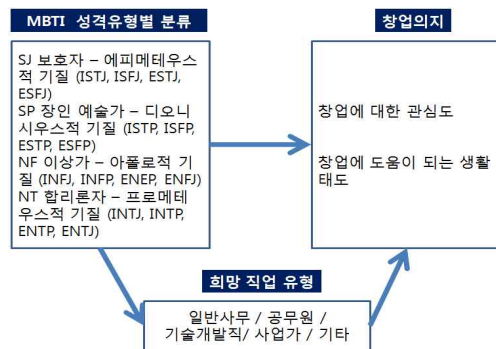 MBTI 성격유형별 분류
SJ 보호자 – 에피메테우스
적 기질 (ISTJ, ISFJ, ESTJ,
ESFJ)
SP 장인 예술가 – 디오니
시우스적 기질 (ISTP, ISFP,
ESTP, ESFP)
NF 이상가 – 아폴로적 기
질 (INFJ, INFP, ENEP, ENFJ)
NT 합리론자 – 프로메테
우스적 기질 (INTJ, INTP,
ENTP, ENTJ)
창업의지
창업에 대한 관심도
창업에 도움이 되는 생활
태도
희망 직업 유형
일반사무 / 공무원 /
기술개발직/ 사업가 / 기타